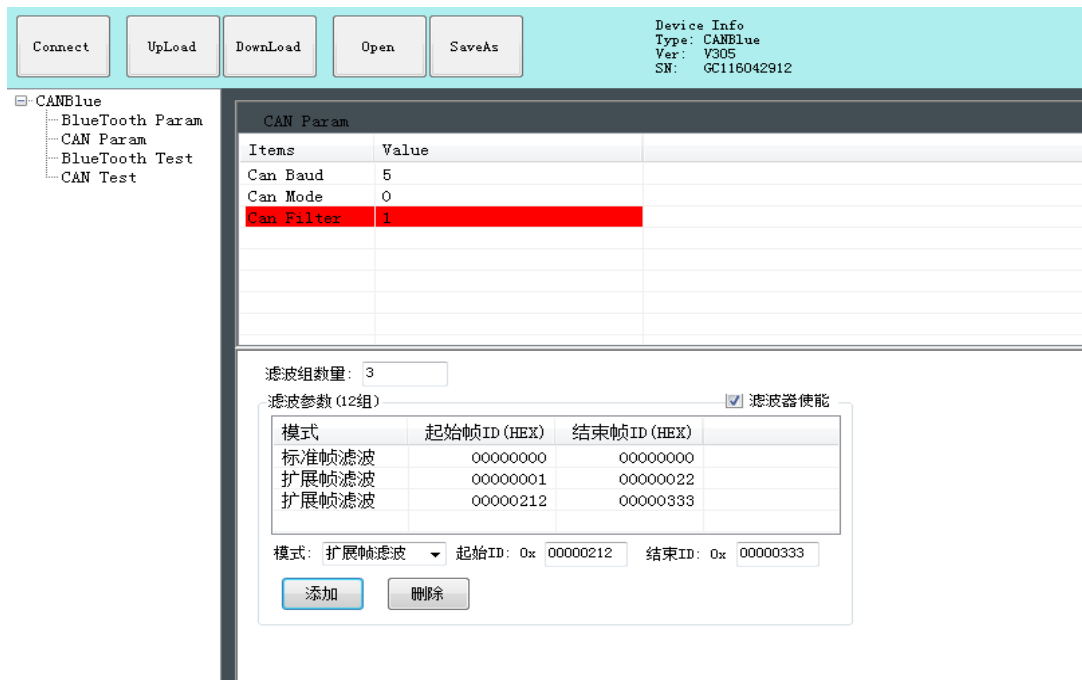 Connect UpLoad DownLoad Open SaveAs
Device Info
Type: CANBlue
Ver: V305
SN: GC116042912
CANBlue
BlueTooth Param
CAN Param
BlueTooth Test
CAN Test
CAN Param
Items Value
Can Baud 5
Can Mode 0
Can Filter 1
滤波组数量: 3
滤波参数(12组) 滤波器使能
模式 起始帧ID(HEX) 结束帧ID(HEX)
标准帧滤波 00000000 00000000
扩展帧滤波 00000001 00000022
扩展帧滤波 00000212 00000333
模式: 扩展帧滤波 起始ID: 0x 00000212 结束ID: 0x 00000333
添加 删除